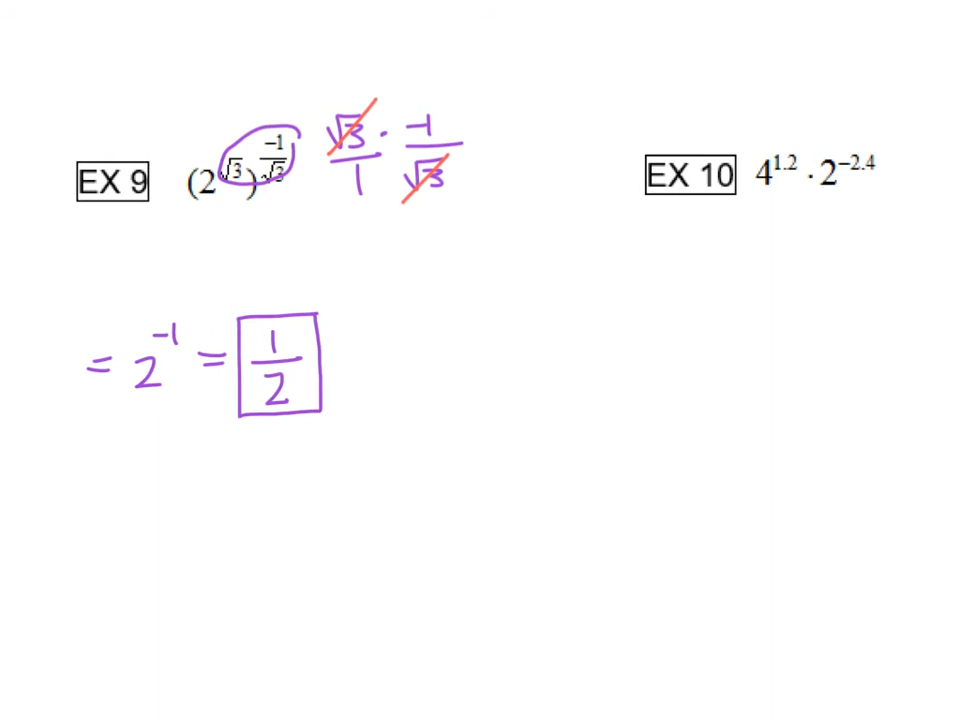 EX 9 (2^√3)^(−1/√3) √3/1 · −1/√3
EX 10 4^1.2 · 2^−2.4
= 2^−1 = 1/2